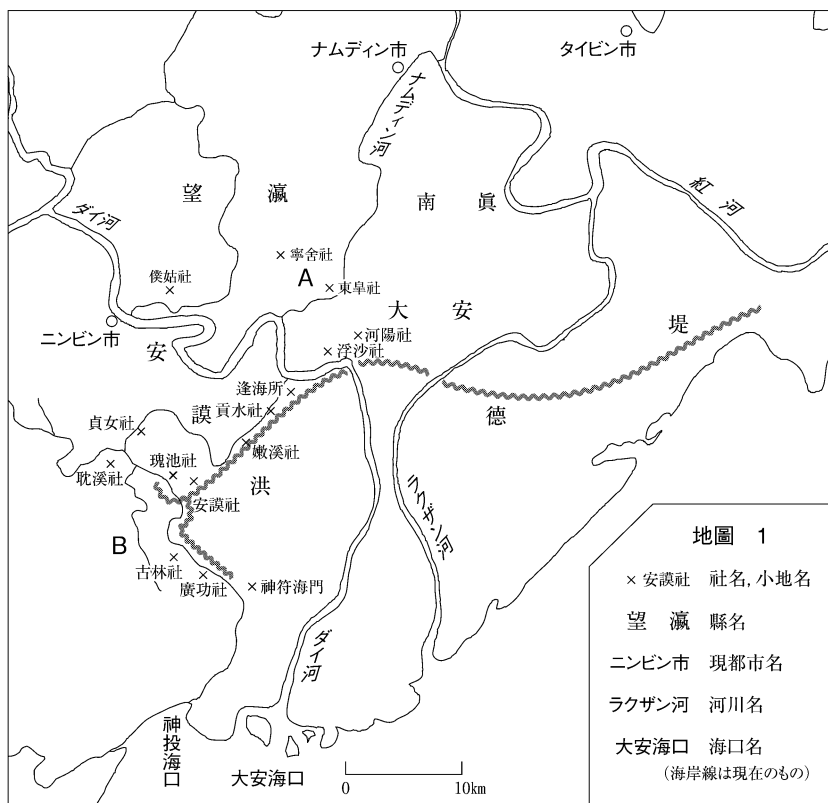 ナムディン市
タイビン市
ナムディン河
紅河
望瀛
南眞
ダイ河
寧舍社
A
東皐社
僕姑社
大安
ニンビン市
河陽社
浮沙社
堤
安
逢海所
德
謨
貢水社
貞女社
嫩溪社
瑰池社
耽溪社
洪
安謨社
ラクザン河
B
古林社
廣功社
神符海門
ダイ河
神投海口
大安海口
0 10km
地圖 1
× 安謨社 社名,小地名
望瀛 縣名
ニンビン市 現都市名
ラクザン河 河川名
大安海口 海口名
(海岸線は現在のもの)